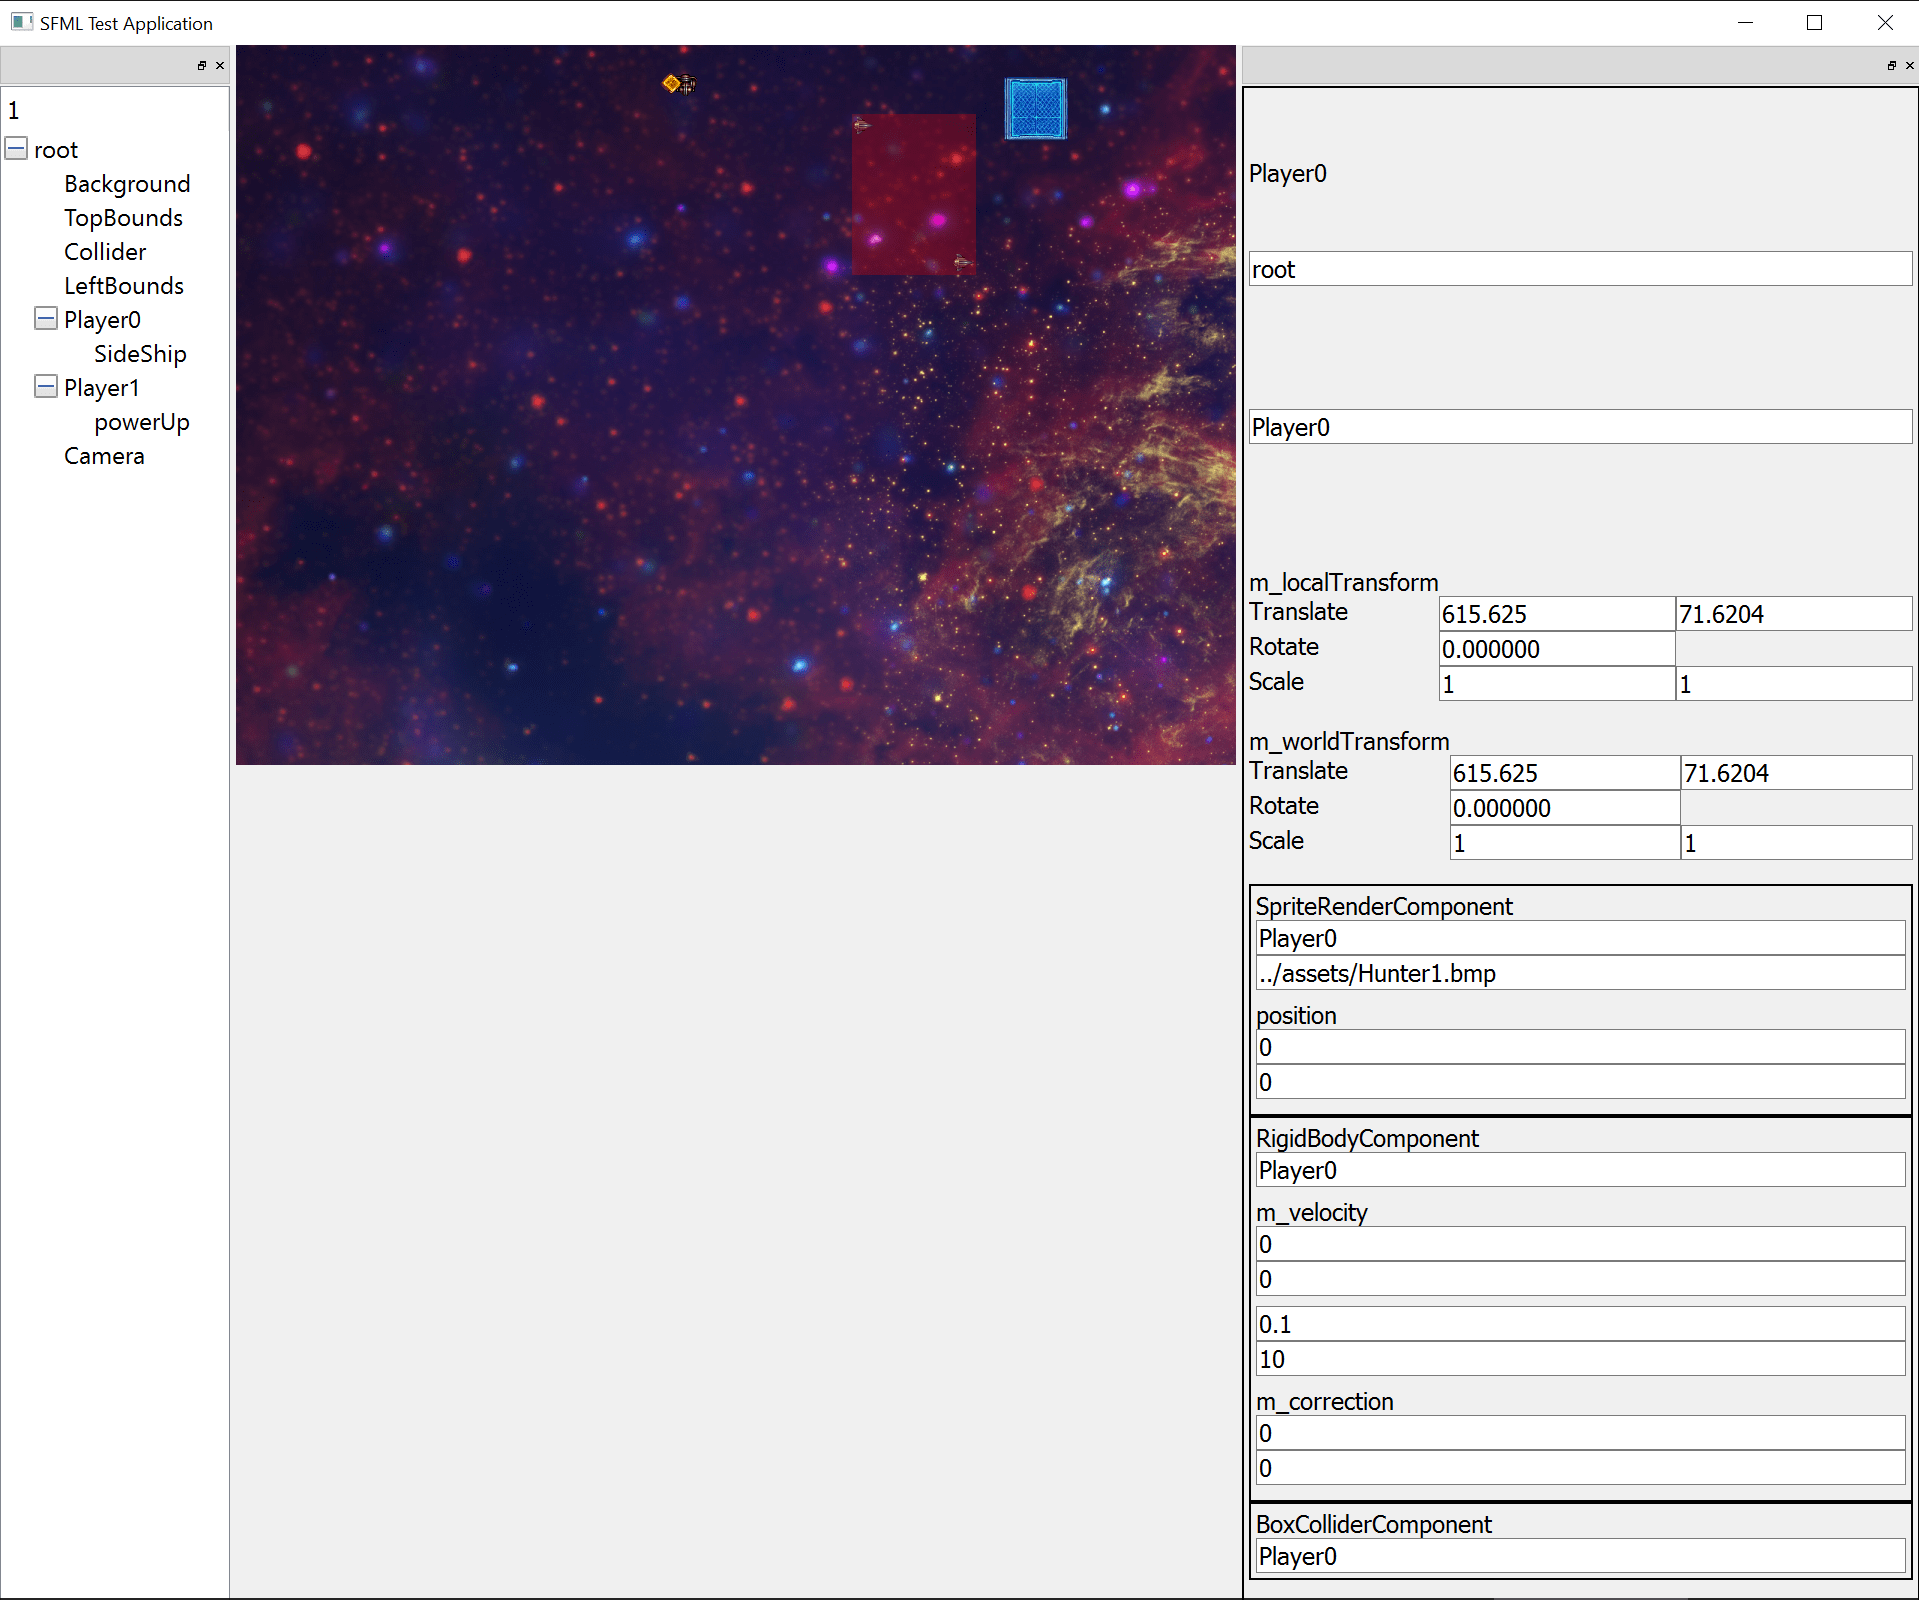 SFML Test Application
1
root
Background
TopBounds
Collider
LeftBounds
Player0
SideShip
Player1
powerUp
Camera
Player0
root
Player0
m_localTransform
Translate 615.625 71.6204
Rotate 0.000000
Scale 1 1
m_worldTransform
Translate 615.625 71.6204
Rotate 0.000000
Scale 1 1
SpriteRenderComponent
Player0
../assets/Hunter1.bmp
position
0
0
RigidBodyComponent
Player0
m_velocity
0
0
0.1
10
m_correction
0
0
BoxColliderComponent
Player0